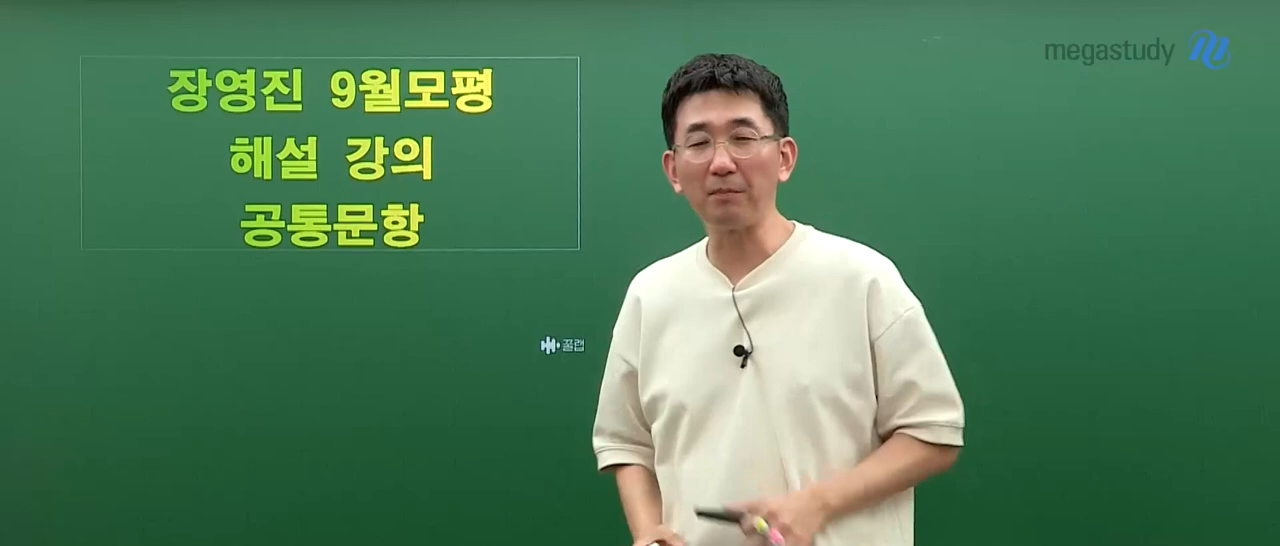 megastudy
장영진 9월모평
해설 강의
공통문항
꿀캡